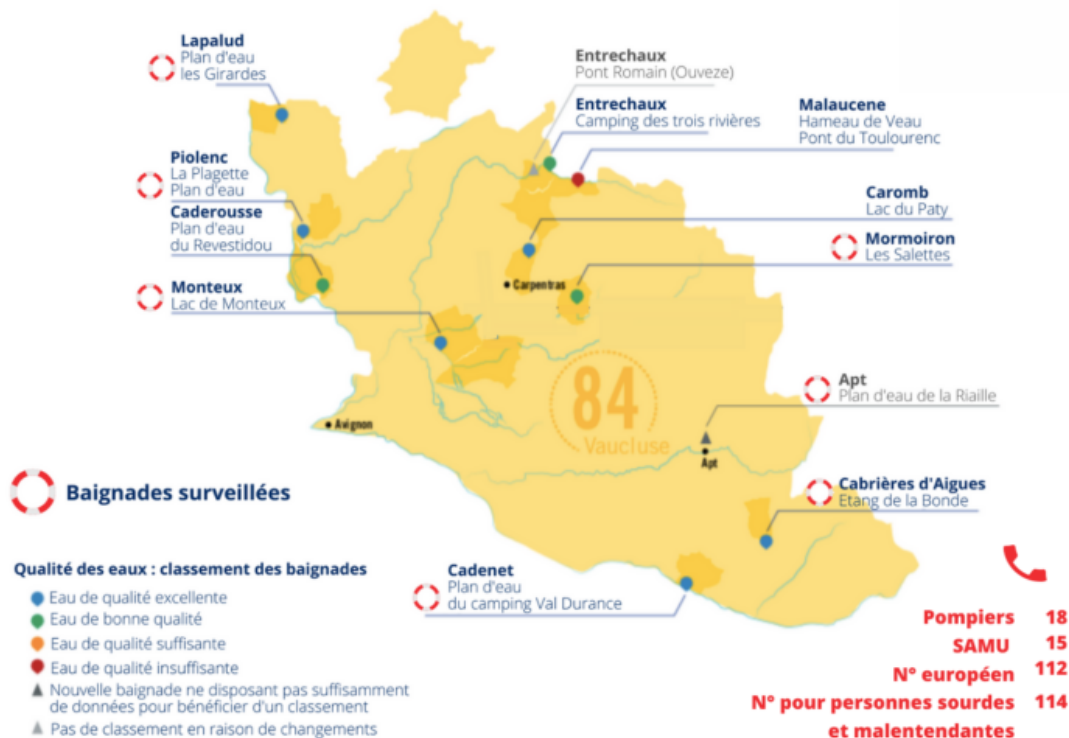 Lapalud
Plan d'eau
les Girardes
Entrechaux
Pont Romain (Ouveze)
Entrechaux
Camping des trois rivières
Malaucene
Hameau de Veau
Pont du Toulourenc
Piolenc
La Plagette
Plan d'eau
Caromb
Lac du Paty
Caderousse
Plan d'eau
du Revestidou
Mormoiron
Les Salettes
Monteux
Lac de Monteux
Carpentras
84
Vaucluse
Apt
Plan d'eau de la Riaille
Avignon
Apt
Baignades surveillées
Cabrières d'Aigues
Etang de la Bonde
Cadenet
Plan d'eau
du camping Val Durance
Qualité des eaux : classement des baignades
Eau de qualité excellente
Eau de bonne qualité
Eau de qualité suffisante
Eau de qualité insuffisante
Nouvelle baignade ne disposant pas suffisamment
de données pour bénéficier d'un classement
Pas de classement en raison de changements
Pompiers 18
SAMU 15
N° européen 112
N° pour personnes sourdes 114
et malentendantes